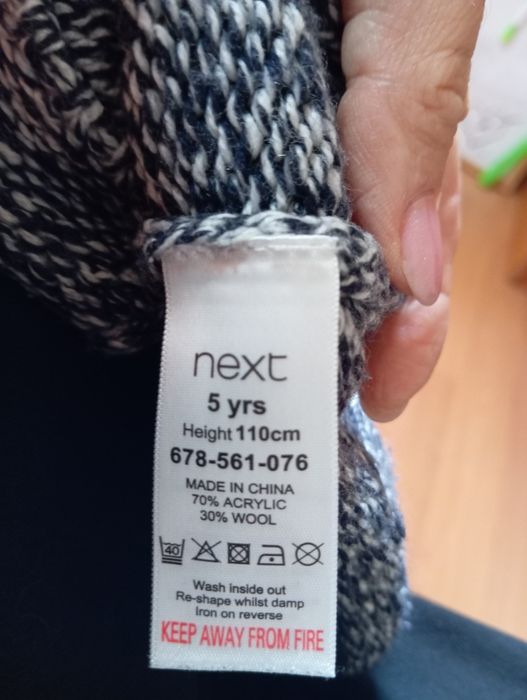 next
5 yrs
Height 110cm
678-561-076
MADE IN CHINA
70% ACRYLIC
30% WOOL
40
Wash inside out
Re-shape whilst damp
Iron on reverse
KEEP AWAY FROM FIRE